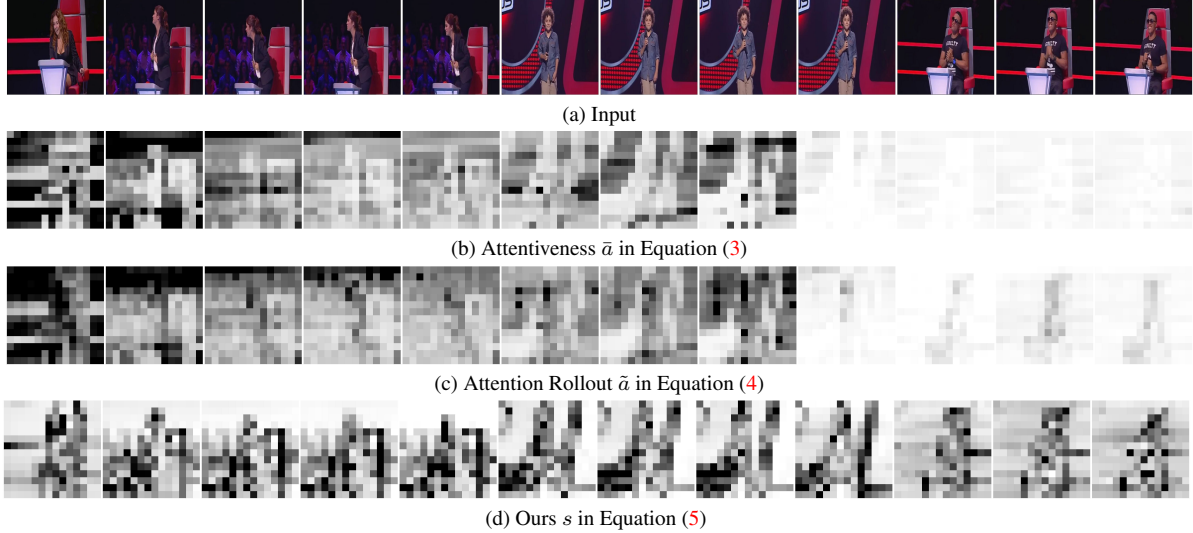 (a) Input
(b) Attentiveness ā in Equation (3)
(c) Attention Rollout ã in Equation (4)
(d) Ours s in Equation (5)